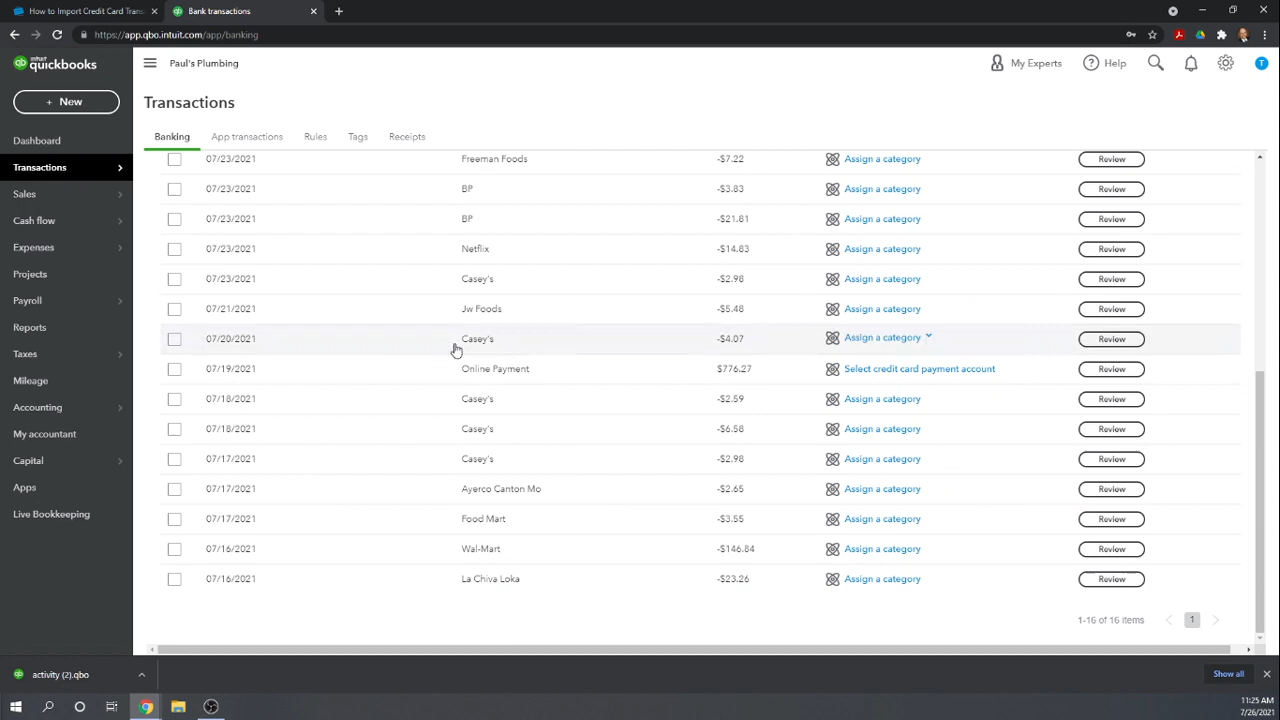 How to Import Credit Card Trans
Bank transactions
https://app.qbo.intuit.com/app/banking
intuit quickbooks
Paul's Plumbing
My Experts
Help
T
+ New
Transactions
Banking
App transactions
Rules
Tags
Receipts
Dashboard
Transactions
Sales
Cash flow
Expenses
Projects
Payroll
Reports
Taxes
Mileage
Accounting
My accountant
Capital
Apps
Live Bookkeeping
07/23/2021 Freeman Foods -$7.22 Assign a category Review
07/23/2021 BP -$3.83 Assign a category Review
07/23/2021 BP -$21.81 Assign a category Review
07/23/2021 Netflix -$14.83 Assign a category Review
07/23/2021 Casey's -$2.98 Assign a category Review
07/21/2021 Jw Foods -$5.48 Assign a category Review
07/20/2021 Casey's -$4.07 Assign a category Review
07/19/2021 Online Payment $776.27 Select credit card payment account Review
07/18/2021 Casey's -$2.59 Assign a category Review
07/18/2021 Casey's -$6.58 Assign a category Review
07/17/2021 Casey's -$2.98 Assign a category Review
07/17/2021 Ayerco Canton Mo -$2.65 Assign a category Review
07/17/2021 Food Mart -$3.55 Assign a category Review
07/16/2021 Wal-Mart -$146.84 Assign a category Review
07/16/2021 La Chiva Loka -$23.26 Assign a category Review
1-16 of 16 items
1
activity (2).qbo
Show all
11:25 AM
7/26/2021